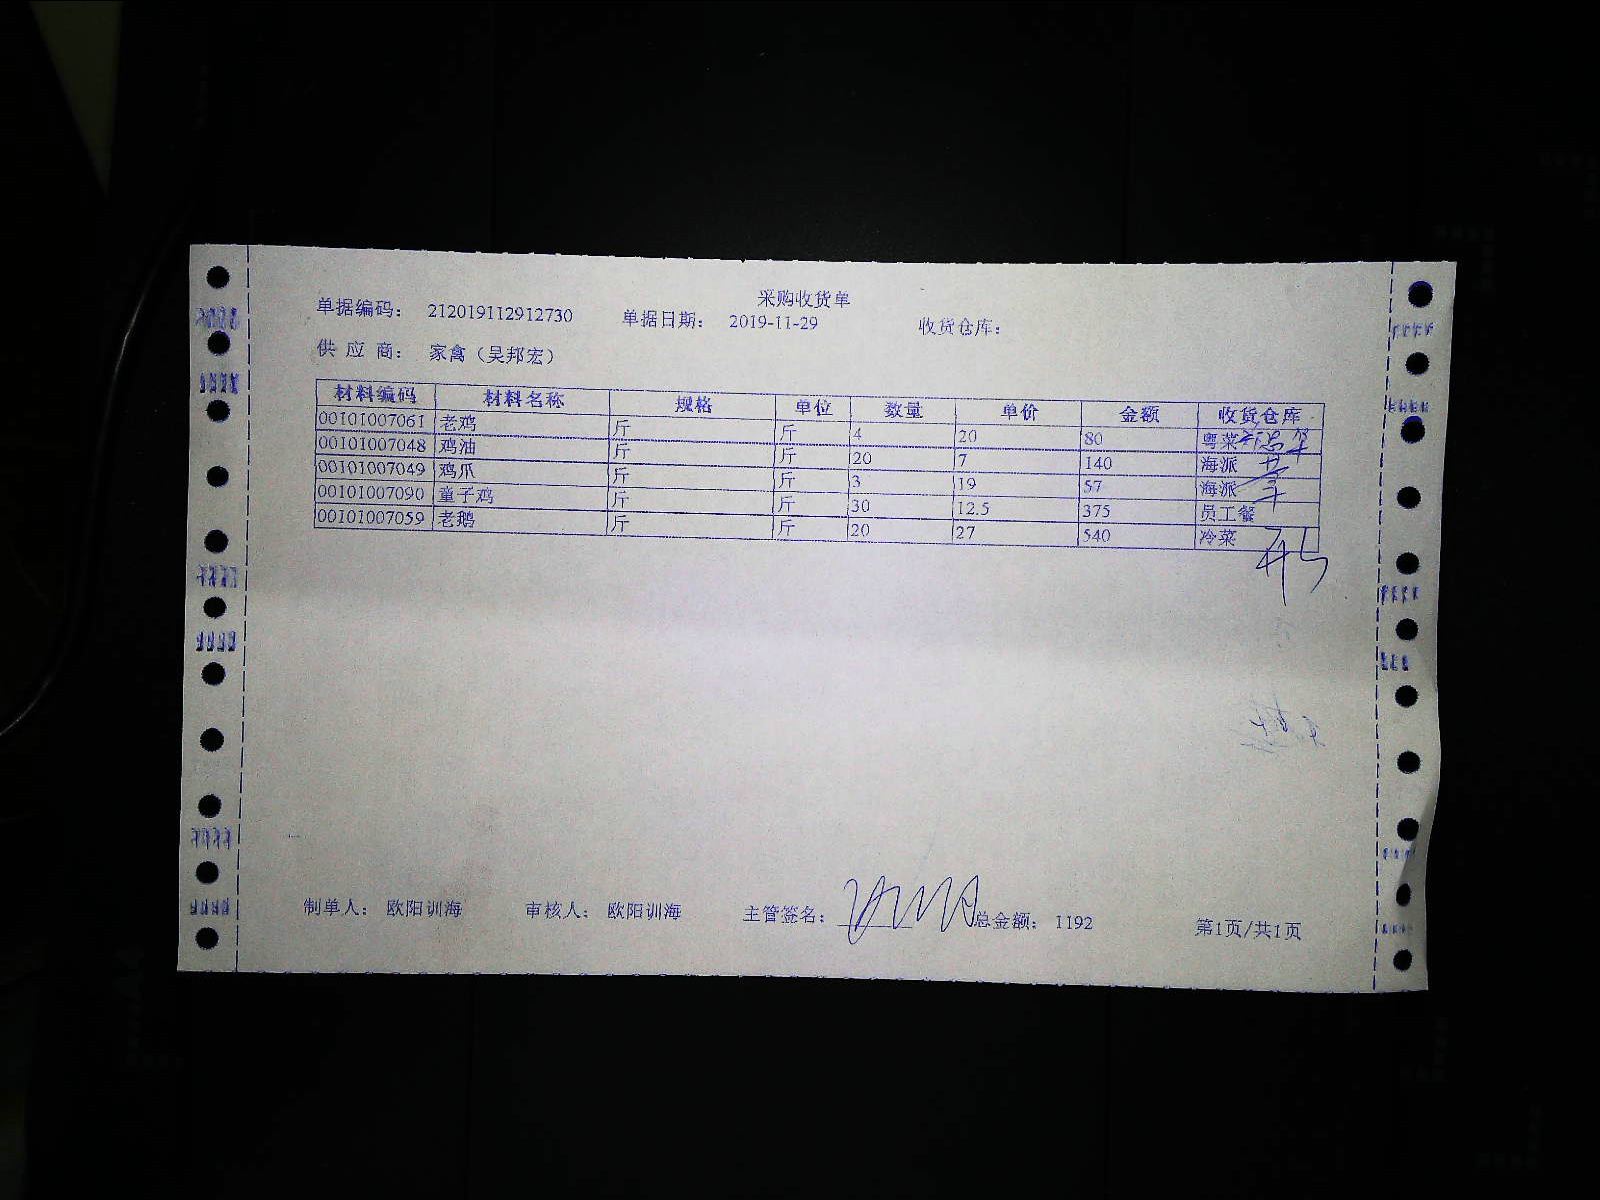 采购收货单
单据编码： 212019112912730 单据日期： 2019-11-29 收货仓库：
供 应 商： 家禽（吴邦宏）
材料编码 材料名称 规格 单位 数量 单价 金额 收货仓库
00101007061 老鸡 斤 斤 4 20 80 粤菜
00101007048 鸡油 斤 斤 20 7 140 海派
00101007049 鸡爪 斤 斤 3 19 57 海派
00101007090 童子鸡 斤 斤 30 12.5 375 员工餐
00101007059 老鹅 斤 斤 20 27 540 冷菜
制单人： 欧阳训海 审核人： 欧阳训海 主管签名： 总金额： 1192 第1页/共1页